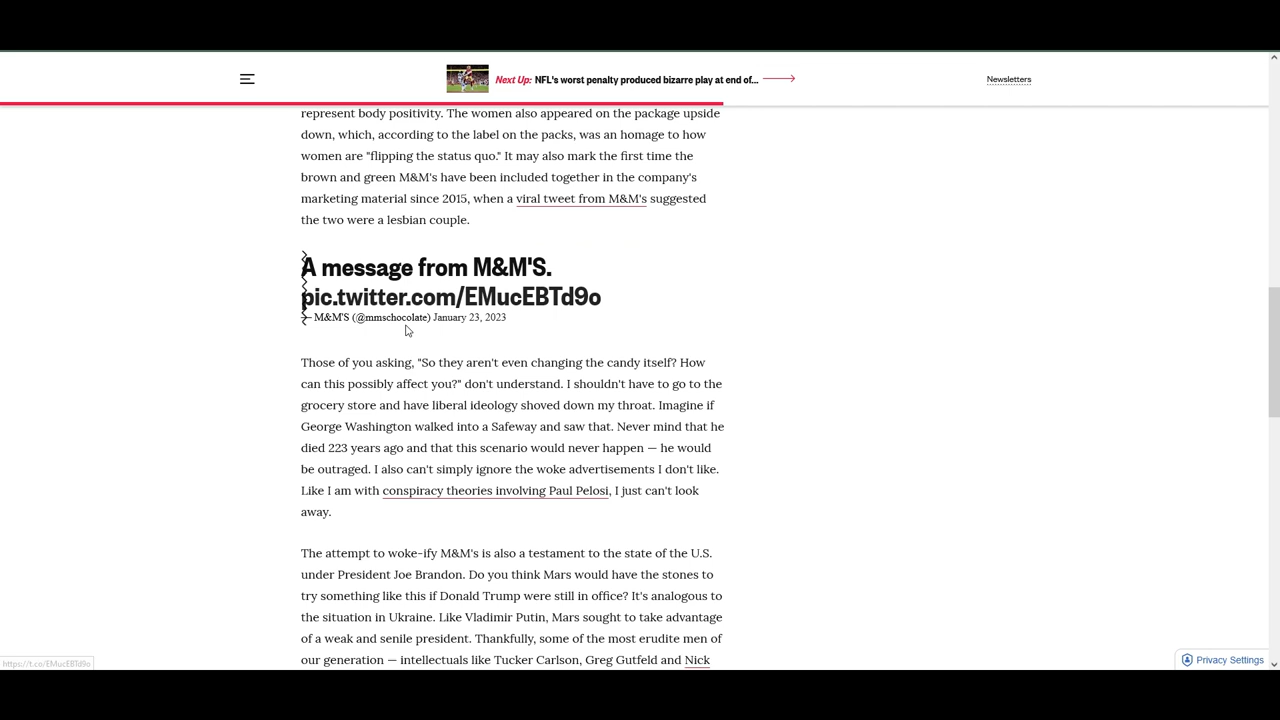 Next Up: NFL's worst penalty produced bizarre play at end of...
Newsletters
represent body positivity. The women also appeared on the package upside
down, which, according to the label on the packs, was an homage to how
women are "flipping the status quo." It may also mark the first time the
brown and green M&M's have been included together in the company's
marketing material since 2015, when a viral tweet from M&M's suggested
the two were a lesbian couple.
A message from M&M'S.
pic.twitter.com/EMucEBTd9o
— M&M'S (@mmschocolate) January 23, 2023
Those of you asking, "So they aren't even changing the candy itself? How
can this possibly affect you?" don't understand. I shouldn't have to go to the
grocery store and have liberal ideology shoved down my throat. Imagine if
George Washington walked into a Safeway and saw that. Never mind that he
died 223 years ago and that this scenario would never happen — he would
be outraged. I also can't simply ignore the woke advertisements I don't like.
Like I am with conspiracy theories involving Paul Pelosi, I just can't look
away.
The attempt to woke-ify M&M's is also a testament to the state of the U.S.
under President Joe Brandon. Do you think Mars would have the stones to
try something like this if Donald Trump were still in office? It's analogous to
the situation in Ukraine. Like Vladimir Putin, Mars sought to take advantage
of a weak and senile president. Thankfully, some of the most erudite men of
our generation — intellectuals like Tucker Carlson, Greg Gutfeld and Nick
https://t.co/EMucEBTd9o
Privacy Settings